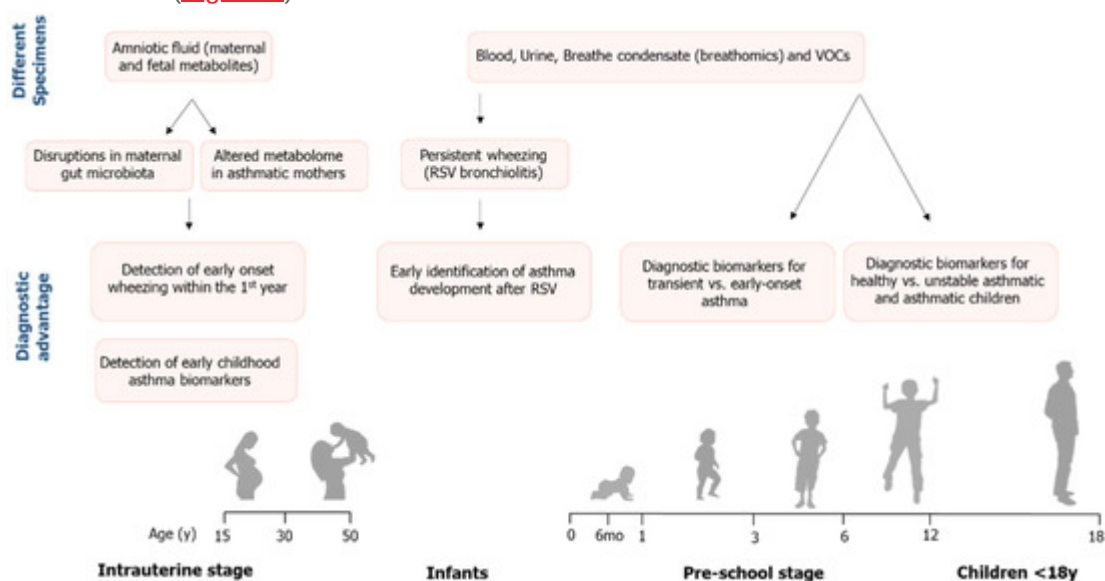 Different
Specimens
Amniotic fluid (maternal
and fetal metabolites)
Blood, Urine, Breathe condensate (breathomics) and VOCs
Disruptions in maternal
gut microbiota
Altered metabolome
in asthmatic mothers
Persistent wheezing
(RSV bronchiolitis)
Diagnostic
advantage
Detection of early onset
wheezing within the 1st year
Early identification of asthma
development after RSV
Diagnostic biomarkers for
transient vs. early-onset
asthma
Diagnostic biomarkers for
healthy vs. unstable asthmatic
and asthmatic children
Detection of early childhood
asthma biomarkers
Age (y) 15 30 50
0 6mo 1 3 6 12 18
Intrauterine stage
Infants
Pre-school stage
Children <18y